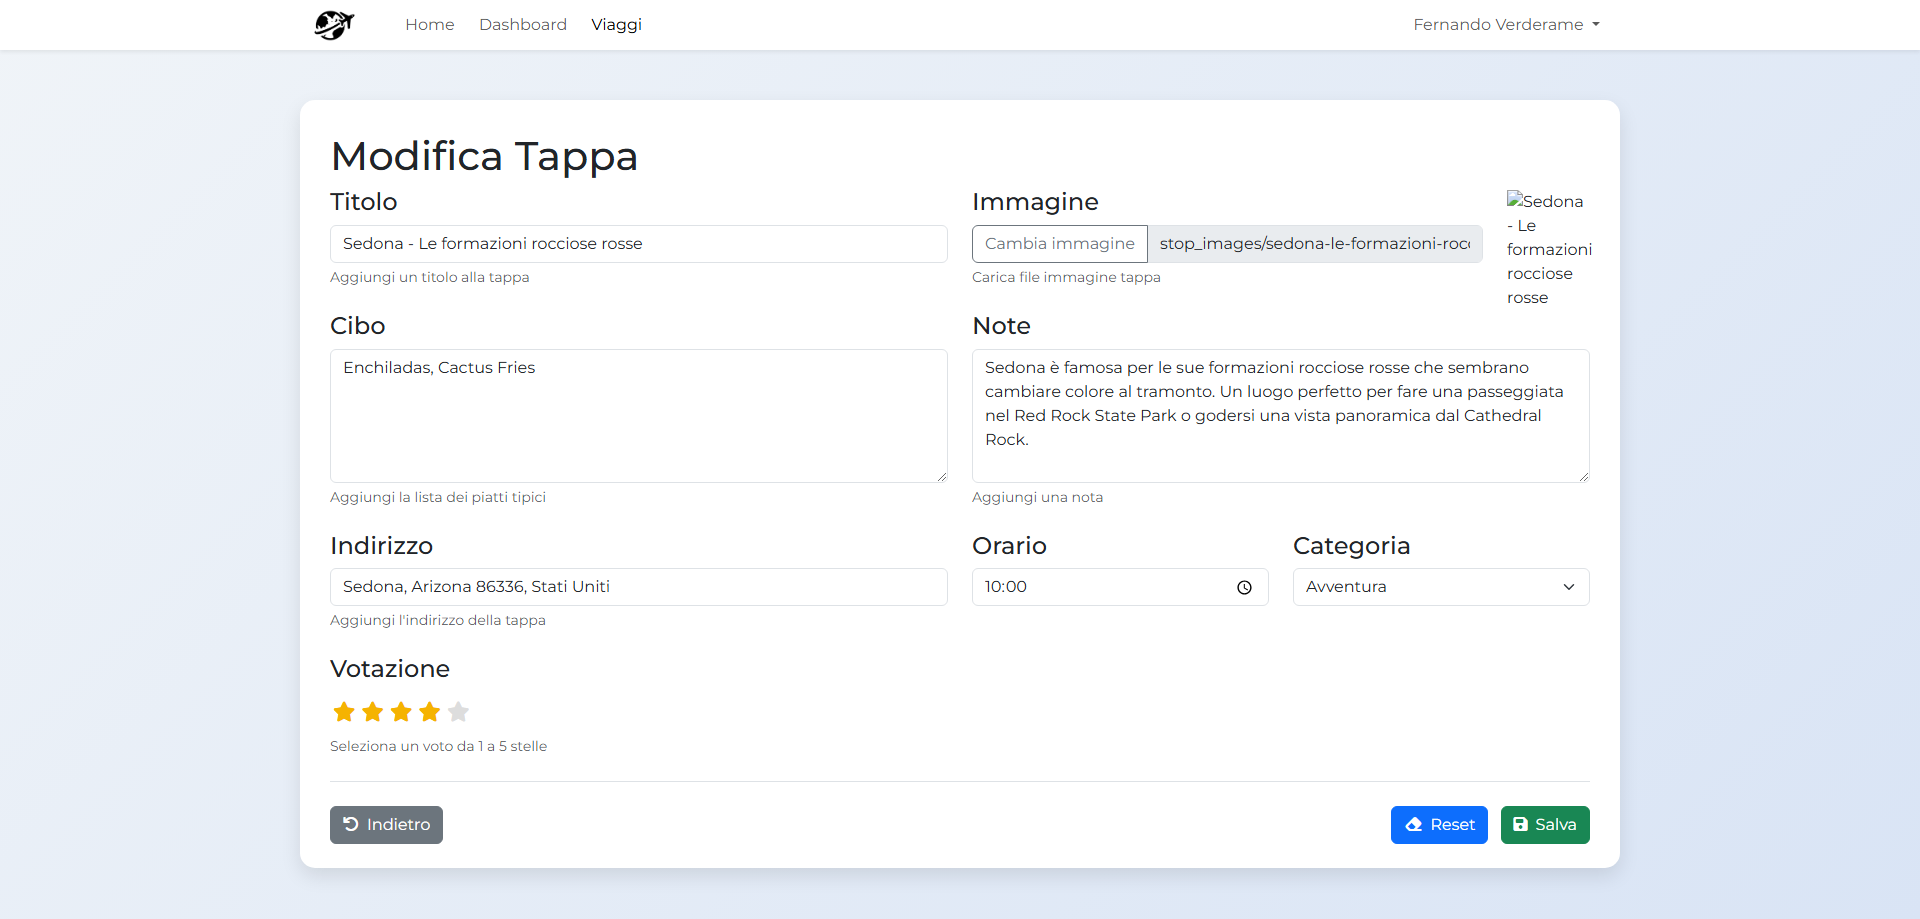 Home Dashboard Viaggi Fernando Verderame
Modifica Tappa
Titolo
Sedona - Le formazioni rocciose rosse
Aggiungi un titolo alla tappa
Immagine
Cambia immagine stop_images/sedona-le-formazioni-rocc
Carica file immagine tappa
Sedona
- Le
formazioni
rocciose
rosse
Cibo
Enchiladas, Cactus Fries
Aggiungi la lista dei piatti tipici
Note
Sedona è famosa per le sue formazioni rocciose rosse che sembrano
cambiare colore al tramonto. Un luogo perfetto per fare una passeggiata
nel Red Rock State Park o godersi una vista panoramica dal Cathedral
Rock.
Aggiungi una nota
Indirizzo
Sedona, Arizona 86336, Stati Uniti
Aggiungi l'indirizzo della tappa
Orario
10:00
Categoria
Avventura
Votazione
Seleziona un voto da 1 a 5 stelle
Indietro Reset Salva